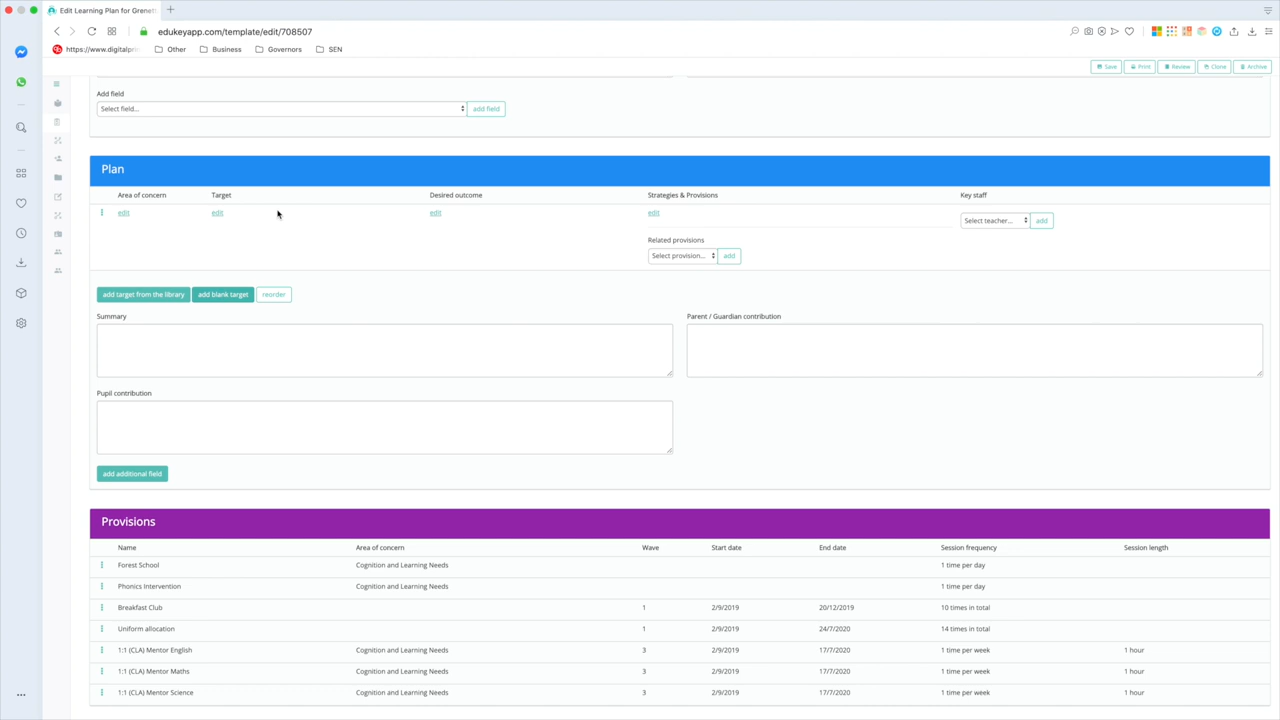 Edit Learning Plan for Grenett
edukeyapp.com/template/edit/708507
https://www.digitalprin
Other
Business
Governors
SEN
Save
Print
Review
Clone
Archive
Add field
Select field...
add field
Plan
Area of concern
Target
Desired outcome
Strategies & Provisions
Key staff
edit
edit
edit
edit
Select teacher...
add
Related provisions
Select provision...
add
add target from the library
add blank target
reorder
Summary
Parent / Guardian contribution
Pupil contribution
add additional field
Provisions
Name Area of concern Wave Start date End date Session frequency Session length
Forest School Cognition and Learning Needs 1 time per day
Phonics Intervention Cognition and Learning Needs 1 time per day
Breakfast Club 1 2/9/2019 20/12/2019 10 times in total
Uniform allocation 1 2/9/2019 24/7/2020 14 times in total
1:1 (CLA) Mentor English Cognition and Learning Needs 3 2/9/2019 17/7/2020 1 time per week 1 hour
1:1 (CLA) Mentor Maths Cognition and Learning Needs 3 2/9/2019 17/7/2020 1 time per week 1 hour
1:1 (CLA) Mentor Science Cognition and Learning Needs 3 2/9/2019 17/7/2020 1 time per week 1 hour